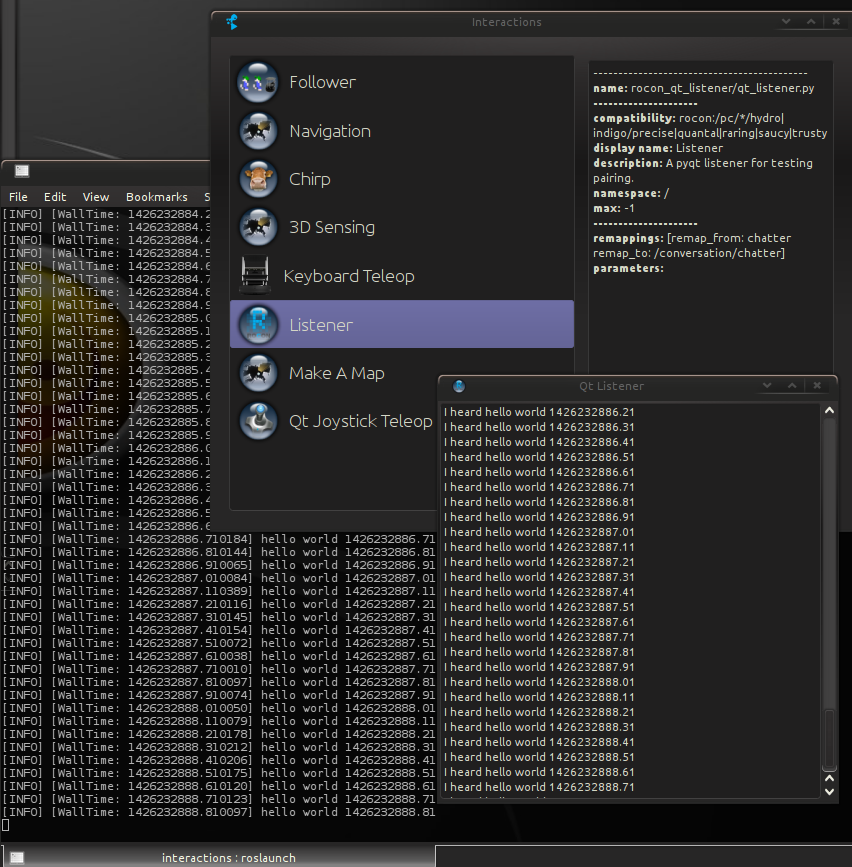 Interactions
Follower
Navigation
Chirp
3D Sensing
Keyboard Teleop
Listener
Make A Map
Qt Joystick Teleop
-------------------------------------------
name: rocon_qt_listener/qt_listener.py
---------------------
compatibility: rocon:/pc/*/hydro|
indigo/precise|quantal|raring|saucy|trusty
display name: Listener
description: A pyqt listener for testing
pairing.
namespace: /
max: -1
---------------------
remappings: [remap_from: chatter
remap_to: /conversation/chatter]
parameters:
File Edit View Bookmarks S
[INFO] [WallTime: 1426232884.2
[INFO] [WallTime: 1426232884.3
[INFO] [WallTime: 1426232884.4
[INFO] [WallTime: 1426232884.5
[INFO] [WallTime: 1426232884.6
[INFO] [WallTime: 1426232884.7
[INFO] [WallTime: 1426232884.8
[INFO] [WallTime: 1426232884.9
[INFO] [WallTime: 1426232885.0
[INFO] [WallTime: 1426232885.1
[INFO] [WallTime: 1426232885.2
[INFO] [WallTime: 1426232885.3
[INFO] [WallTime: 1426232885.4
[INFO] [WallTime: 1426232885.5
[INFO] [WallTime: 1426232885.6
[INFO] [WallTime: 1426232885.7
[INFO] [WallTime: 1426232885.8
[INFO] [WallTime: 1426232885.9
[INFO] [WallTime: 1426232886.0
[INFO] [WallTime: 1426232886.1
[INFO] [WallTime: 1426232886.2
[INFO] [WallTime: 1426232886.3
[INFO] [WallTime: 1426232886.4
[INFO] [WallTime: 1426232886.5
[INFO] [WallTime: 1426232886.6
[INFO] [WallTime: 1426232886.710184] hello world 1426232886.71
[INFO] [WallTime: 1426232886.810144] hello world 1426232886.81
[INFO] [WallTime: 1426232886.910065] hello world 1426232886.91
[INFO] [WallTime: 1426232887.010084] hello world 1426232887.01
[INFO] [WallTime: 1426232887.110389] hello world 1426232887.11
[INFO] [WallTime: 1426232887.210116] hello world 1426232887.21
[INFO] [WallTime: 1426232887.310145] hello world 1426232887.31
[INFO] [WallTime: 1426232887.410154] hello world 1426232887.41
[INFO] [WallTime: 1426232887.510072] hello world 1426232887.51
[INFO] [WallTime: 1426232887.610038] hello world 1426232887.61
[INFO] [WallTime: 1426232887.710010] hello world 1426232887.71
[INFO] [WallTime: 1426232887.810097] hello world 1426232887.81
[INFO] [WallTime: 1426232887.910074] hello world 1426232887.91
[INFO] [WallTime: 1426232888.010050] hello world 1426232888.01
[INFO] [WallTime: 1426232888.110079] hello world 1426232888.11
[INFO] [WallTime: 1426232888.210178] hello world 1426232888.21
[INFO] [WallTime: 1426232888.310212] hello world 1426232888.31
[INFO] [WallTime: 1426232888.410206] hello world 1426232888.41
[INFO] [WallTime: 1426232888.510175] hello world 1426232888.51
[INFO] [WallTime: 1426232888.610120] hello world 1426232888.61
[INFO] [WallTime: 1426232888.710123] hello world 1426232888.71
[INFO] [WallTime: 1426232888.810097] hello world 1426232888.81
Qt Listener
I heard hello world 1426232886.21
I heard hello world 1426232886.31
I heard hello world 1426232886.41
I heard hello world 1426232886.51
I heard hello world 1426232886.61
I heard hello world 1426232886.71
I heard hello world 1426232886.81
I heard hello world 1426232886.91
I heard hello world 1426232887.01
I heard hello world 1426232887.11
I heard hello world 1426232887.21
I heard hello world 1426232887.31
I heard hello world 1426232887.41
I heard hello world 1426232887.51
I heard hello world 1426232887.61
I heard hello world 1426232887.71
I heard hello world 1426232887.81
I heard hello world 1426232887.91
I heard hello world 1426232888.01
I heard hello world 1426232888.11
I heard hello world 1426232888.21
I heard hello world 1426232888.31
I heard hello world 1426232888.41
I heard hello world 1426232888.51
I heard hello world 1426232888.61
I heard hello world 1426232888.71
interactions : roslaunch